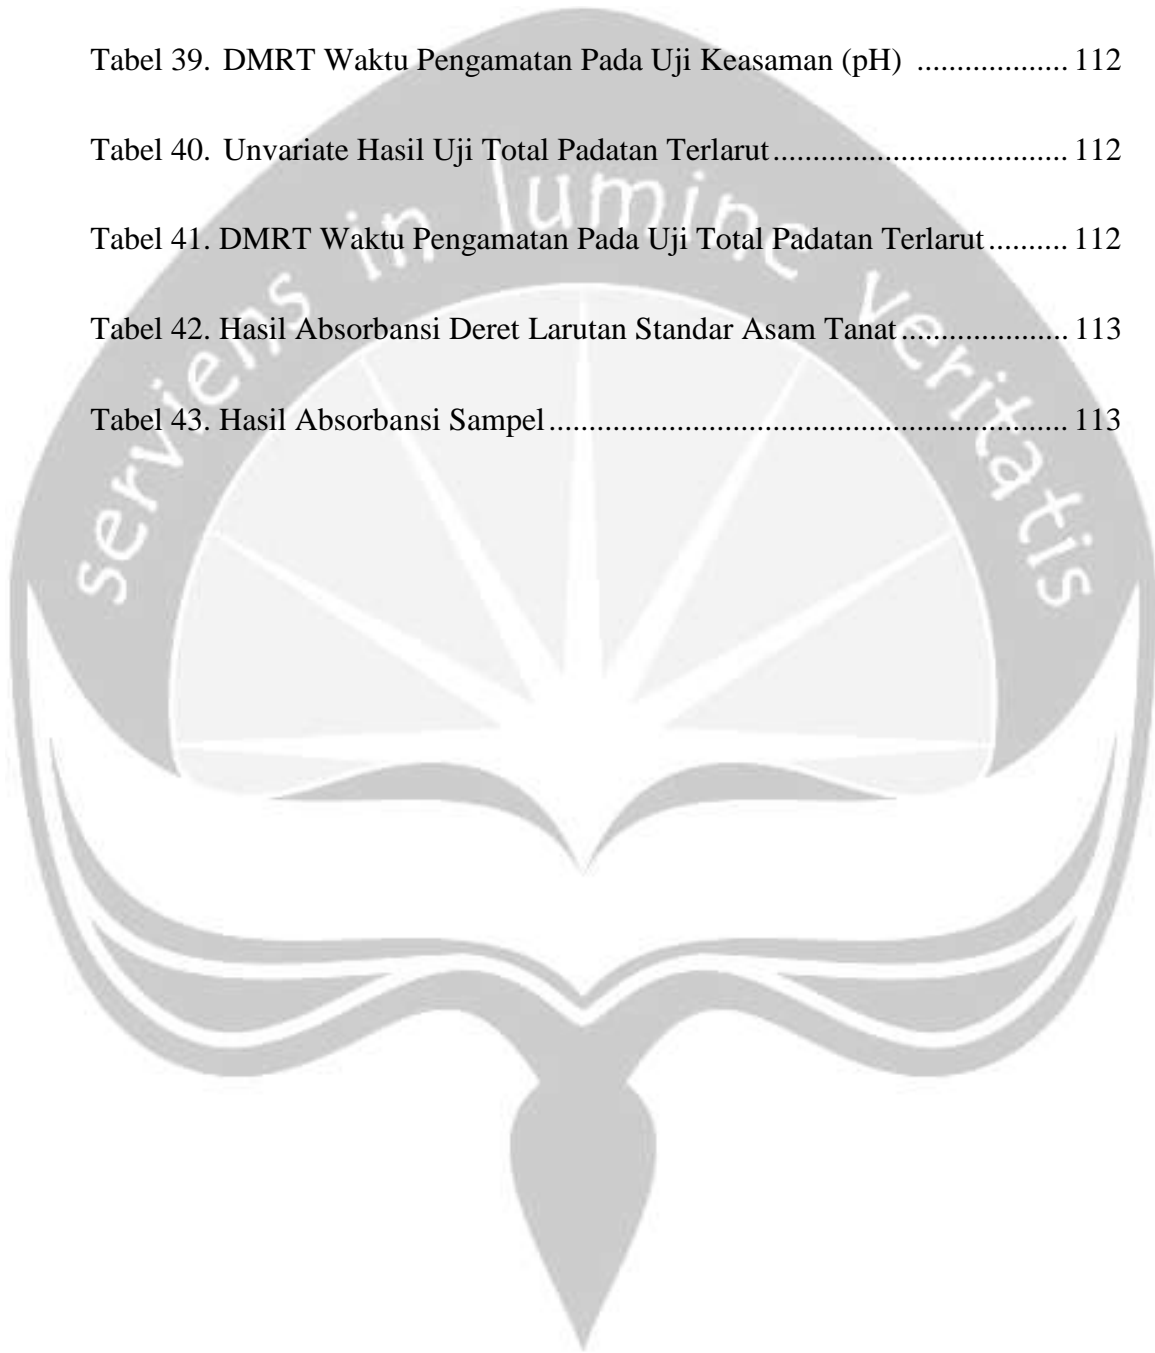 Tabel 39. DMRT Waktu Pengamatan Pada Uji Keasaman (pH) ................... 112
Tabel 40. Unvariate Hasil Uji Total Padatan Terlarut..................................... 112
Tabel 41. DMRT Waktu Pengamatan Pada Uji Total Padatan Terlarut.......... 112
Tabel 42. Hasil Absorbansi Deret Larutan Standar Asam Tanat..................... 113
Tabel 43. Hasil Absorbansi Sampel................................................................. 113
serviens in lumine veritatis